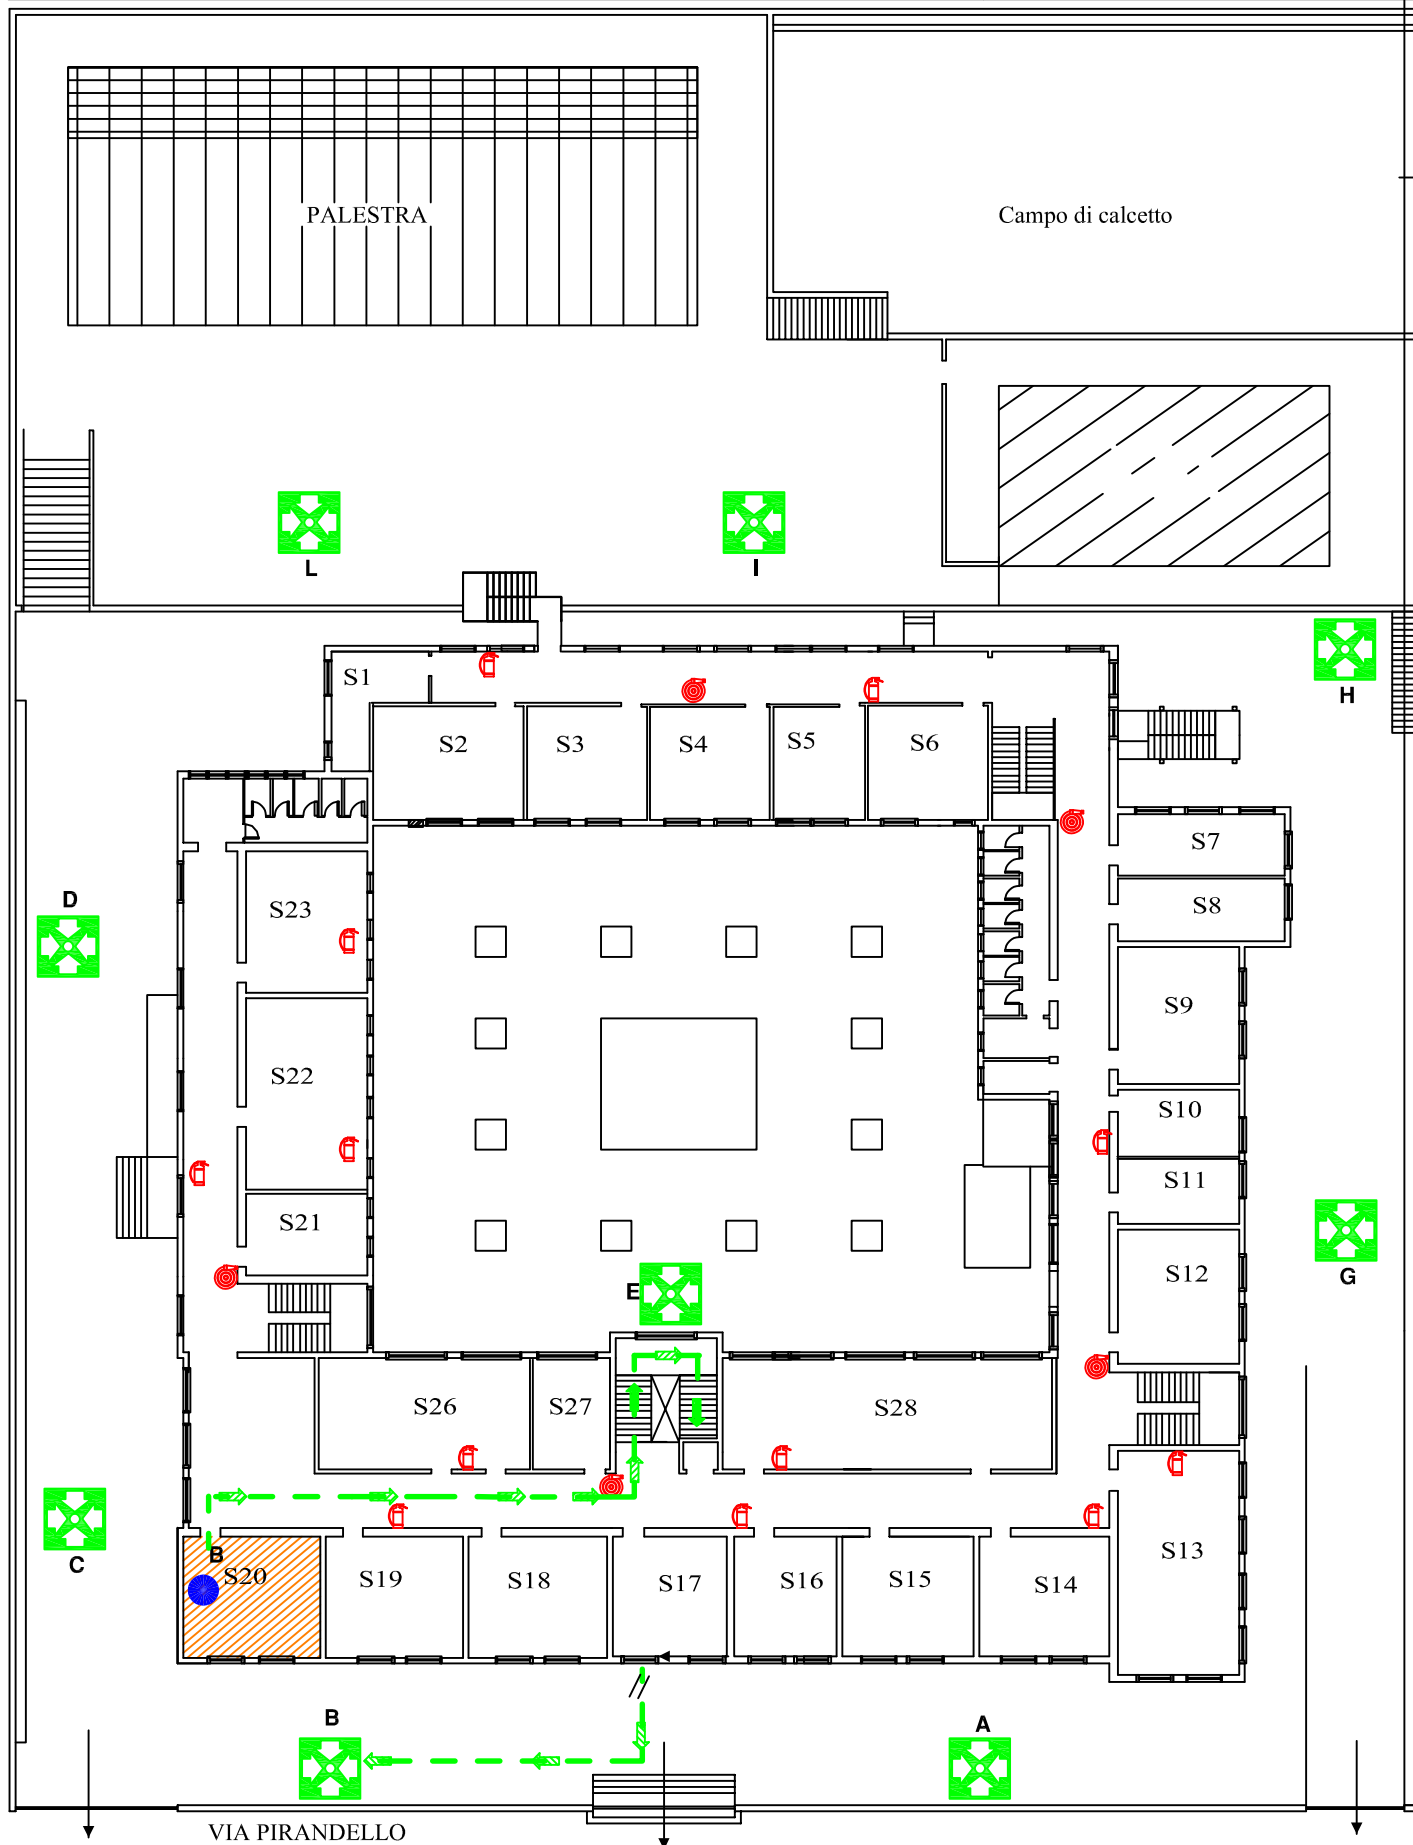 PALESTRA
Campo di calcetto
L
I
H
S1
S2
S3
S4
S5
S6
S7
S8
D
S23
S9
S22
S10
S11
S21
S12
G
E
S26
S27
S28
C
B
S20
S19
S18
S17
S16
S15
S14
S13
B
A
VIA PIRANDELLO